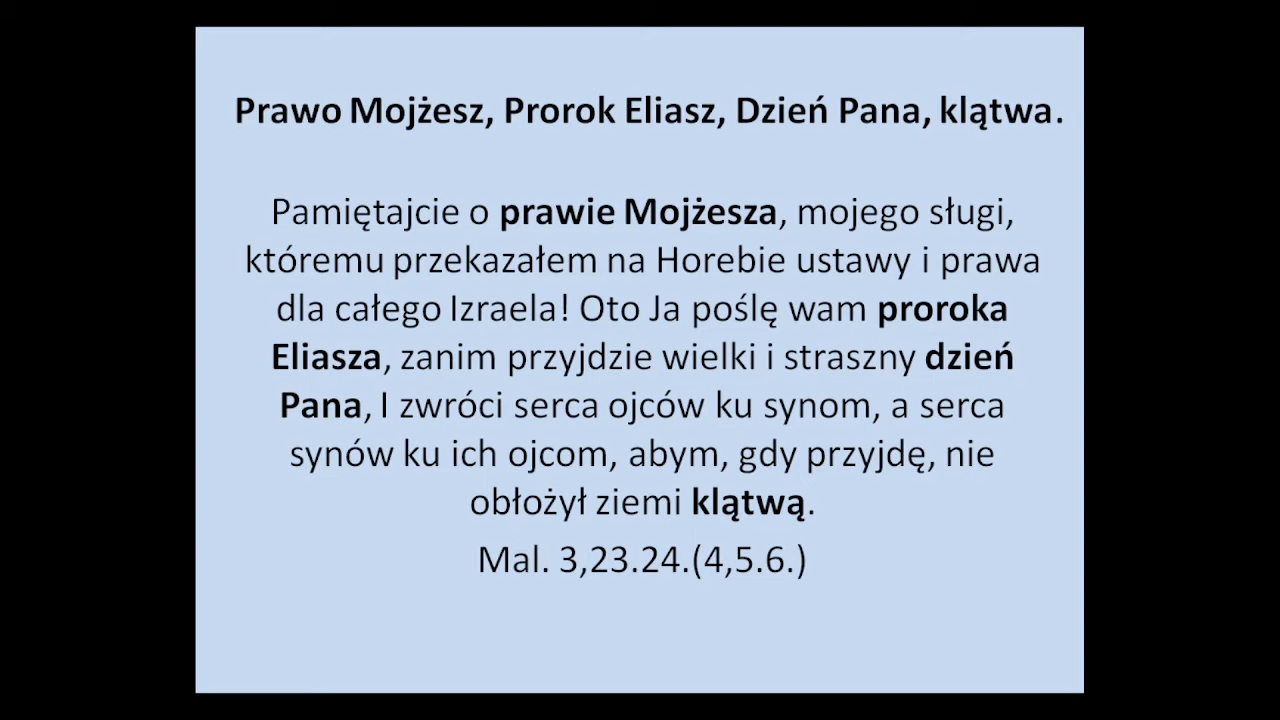 Prawo Mojżesz, Prorok Eliasz, Dzień Pana, klątwa.
Pamiętajcie o prawie Mojżesza, mojego sługi,
któremu przekazałem na Horebie ustawy i prawa
dla całego Izraela! Oto Ja poślę wam proroka
Eliasza, zanim przyjdzie wielki i straszny dzień
Pana, I zwróci serca ojców ku synom, a serca
synów ku ich ojcom, abym, gdy przyjdę, nie
obłożył ziemi klątwą.
Mal. 3,23.24.(4,5.6.)